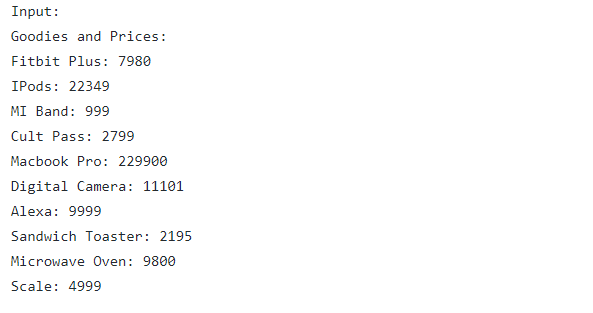 Input:
Goodies and Prices:
Fitbit Plus: 7980
IPods: 22349
MI Band: 999
Cult Pass: 2799
Macbook Pro: 229900
Digital Camera: 11101
Alexa: 9999
Sandwich Toaster: 2195
Microwave Oven: 9800
Scale: 4999